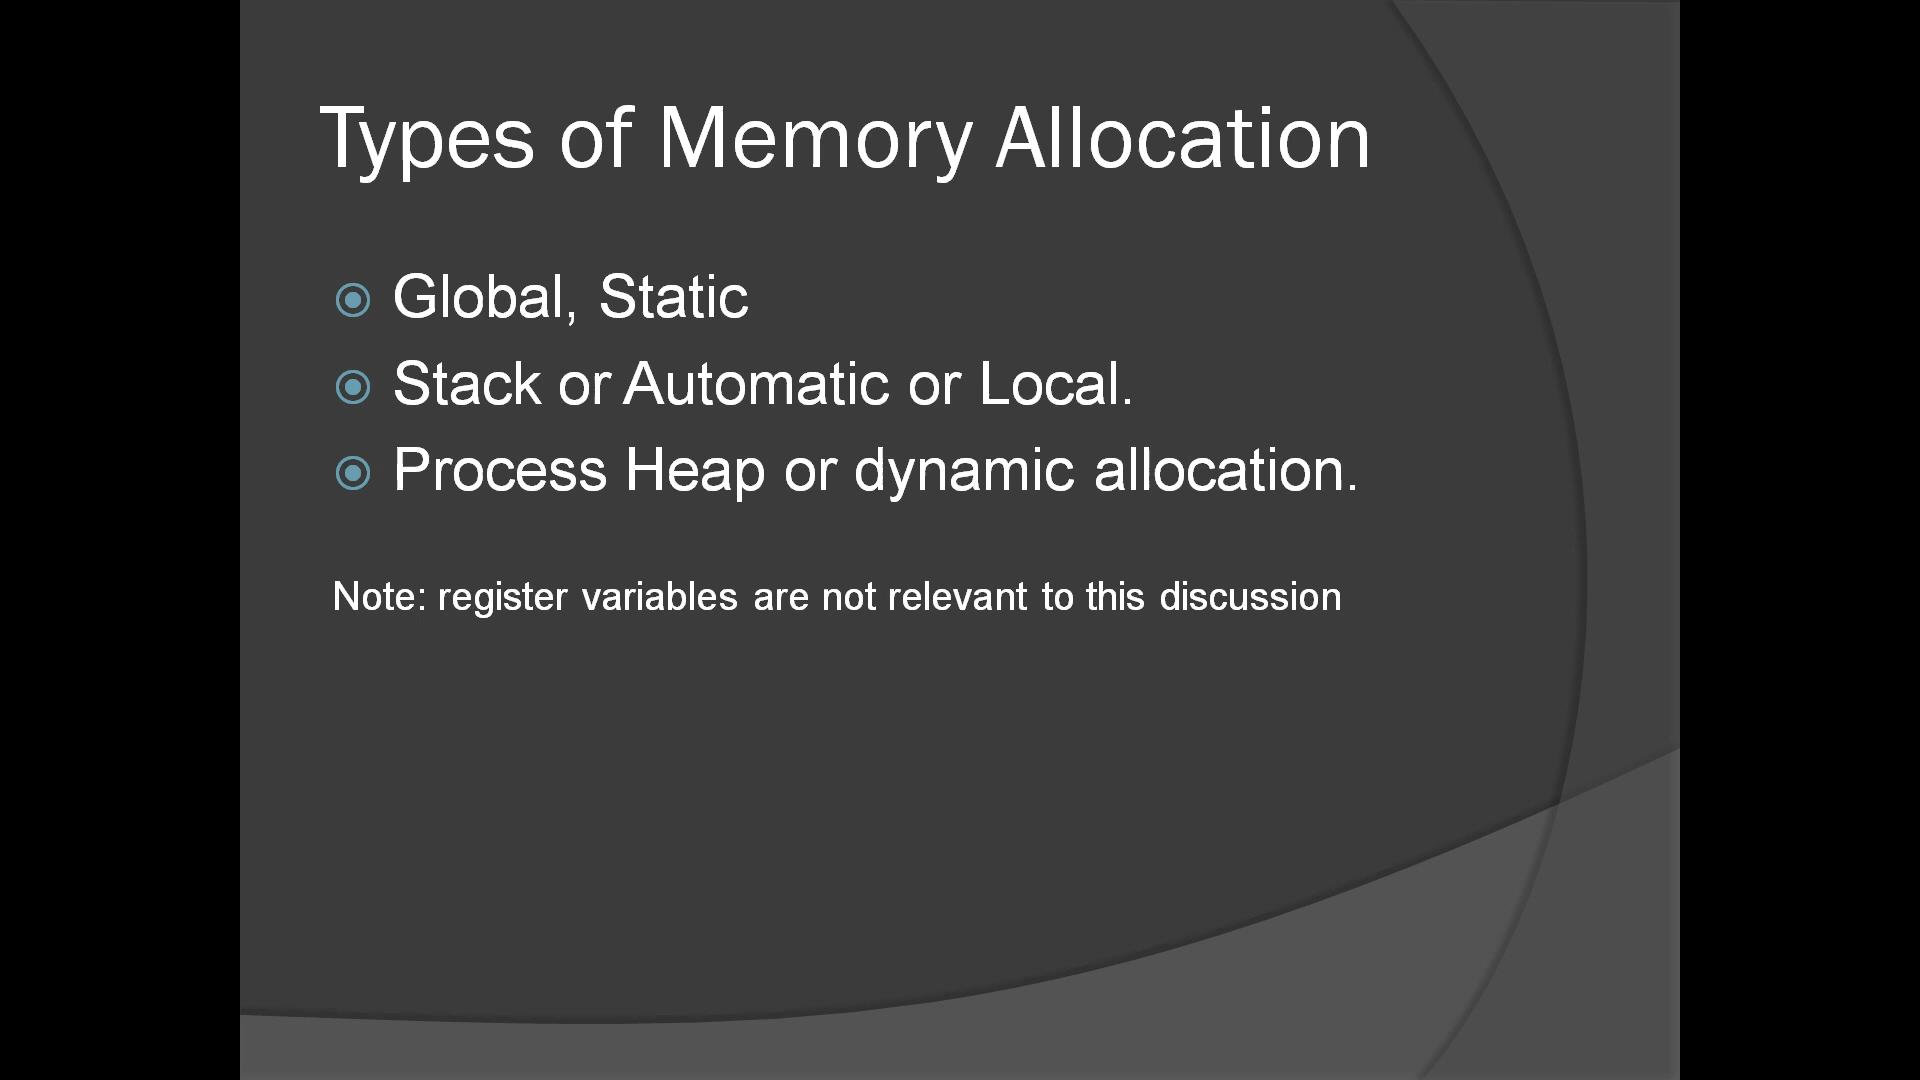 Types of Memory Allocation
Global, Static
Stack or Automatic or Local.
Process Heap or dynamic allocation.
Note: register variables are not relevant to this discussion